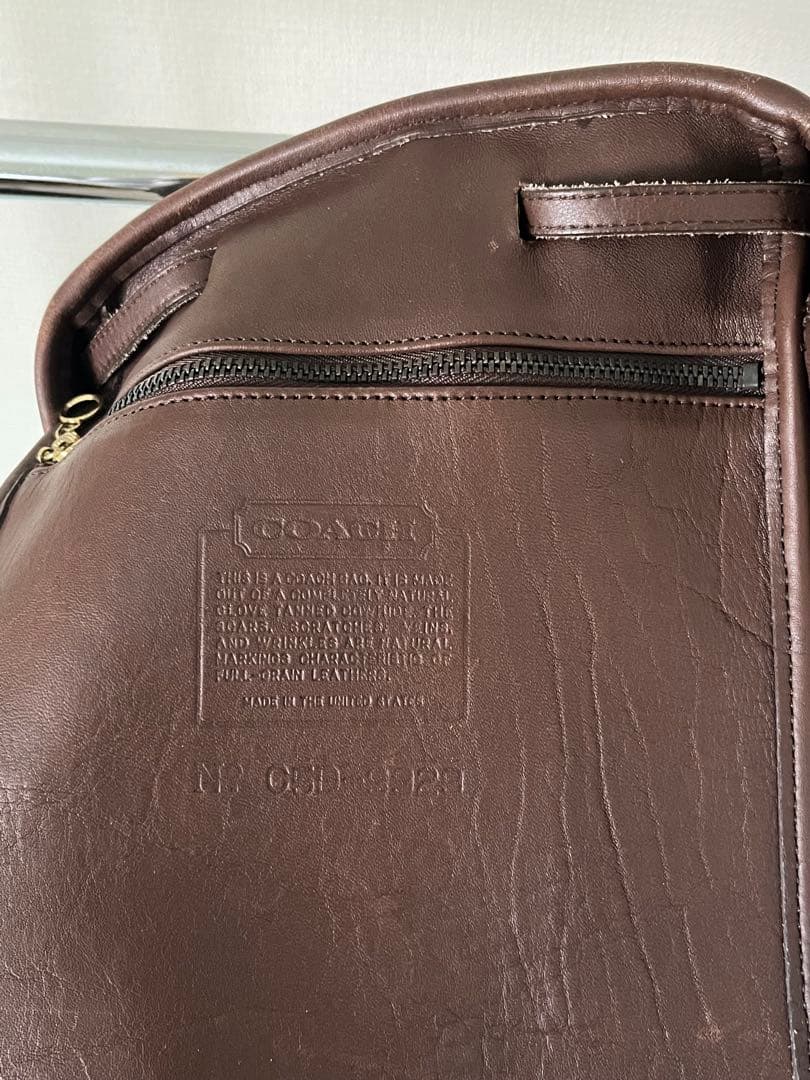 COACH
THIS IS A COACH BAG. IT IS MADE
OUT OF A COMPLETELY NATURAL
GLOVE TANNED COWHIDE. THE
SCARS, SCRATCHES, VEINS,
AND WRINKLES ARE NATURAL
MARKINGS CHARACTERISTIC OF
FULL-GRAIN LEATHERS.
MADE IN THE UNITED STATES
Nº